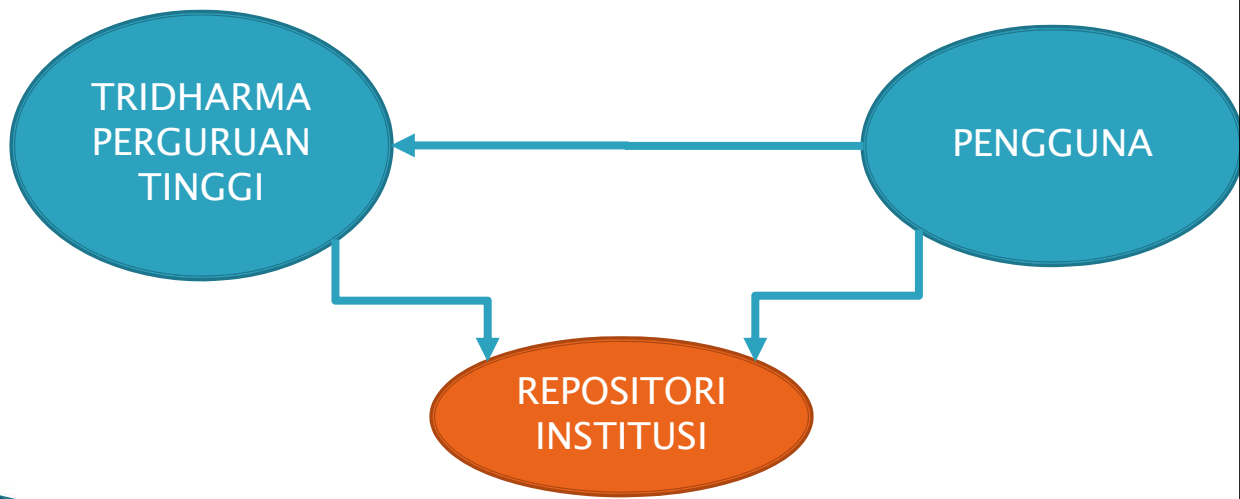 TRIDHARMA
PERGURUAN
TINGGI
PENGGUNA
REPOSITORI
INSTITUSI